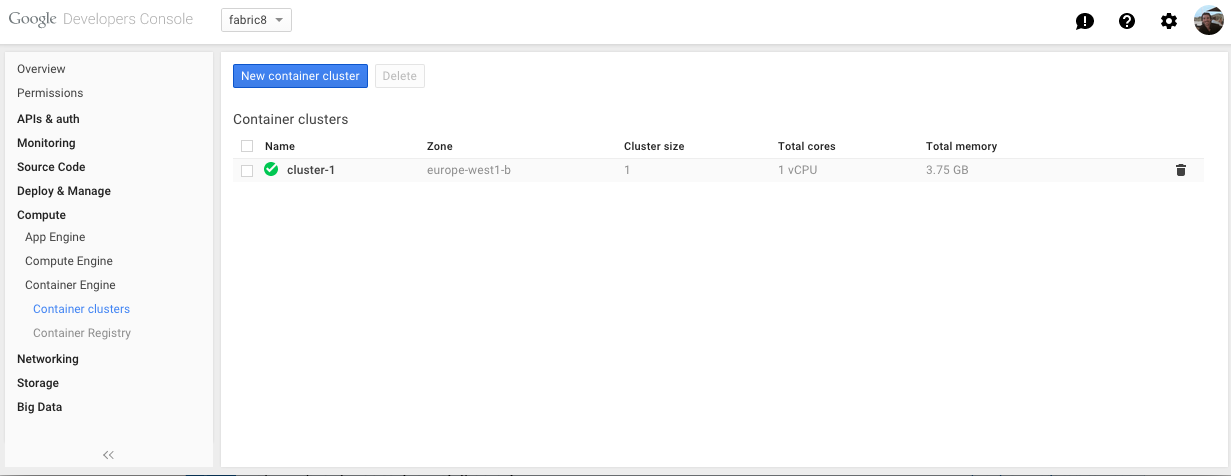 Google Developers Console fabric8
Overview
Permissions
APIs & auth
Monitoring
Source Code
Deploy & Manage
Compute
App Engine
Compute Engine
Container Engine
Container clusters
Container Registry
Networking
Storage
Big Data
New container cluster Delete
Container clusters
Name Zone Cluster size Total cores Total memory
cluster-1 europe-west1-b 1 1 vCPU 3.75 GB